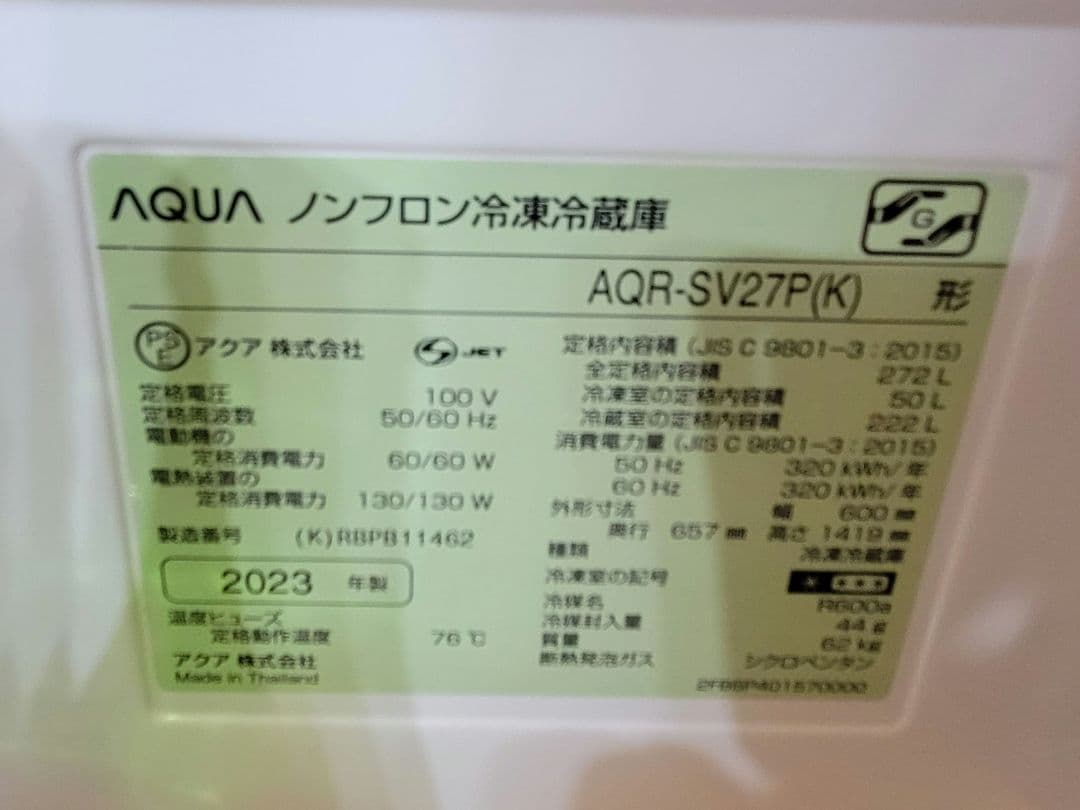 AQUA ノンフロン冷凍冷蔵庫
G
AQR-SV27P(K) 形
PSE アクア 株式会社 JET
定格電圧 100 V
定格周波数 50/60 Hz
電動機の
定格消費電力 60/60 W
電熱装置の
定格消費電力 130/130 W
製造番号 (K)RBPB11462
2023 年製
温度ヒューズ
定格動作温度 76 ℃
アクア 株式会社
Made in Thailand
定格内容積 (JIS C 9801-3:2015)
全定格内容積 272 L
冷凍室の定格内容積 50 L
冷蔵室の定格内容積 222 L
消費電力量 (JIS C 9801-3:2015)
50 Hz 320 kWh/年
60 Hz 320 kWh/年
外形寸法 幅 600 mm
奥行 657 mm 高さ 1419 mm
種類 冷凍冷蔵庫
冷凍室の記号
冷媒名 R600a
冷媒封入量 44 g
質量 62 kg
断熱発泡ガス シクロペンタン